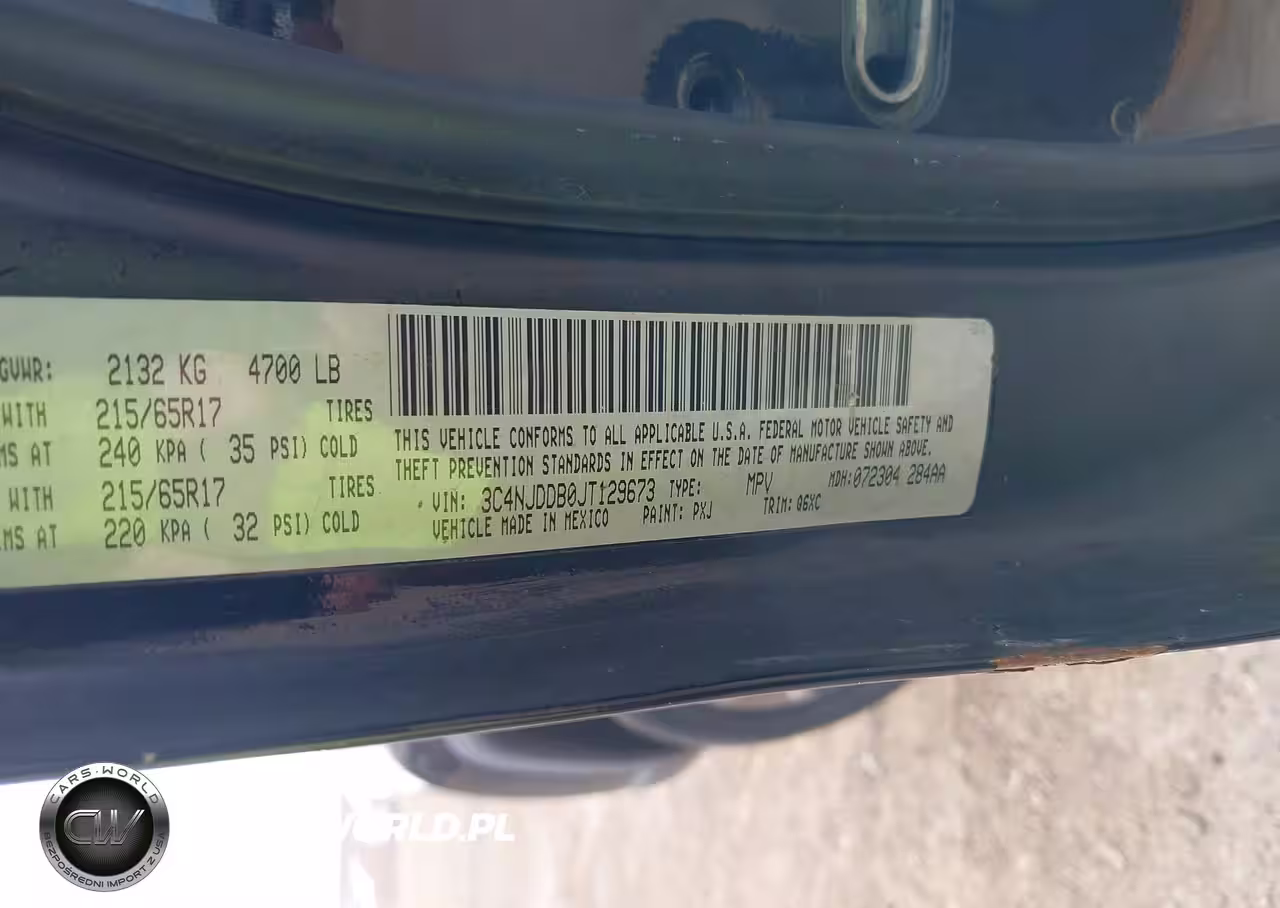 GVWR: 2132 KG 4700 LB
WITH 215/65R17 TIRES
MS AT 240 KPA ( 35 PSI) COLD
WITH 215/65R17 TIRES
MS AT 220 KPA ( 32 PSI) COLD
THIS VEHICLE CONFORMS TO ALL APPLICABLE U.S.A. FEDERAL MOTOR VEHICLE SAFETY AND
THEFT PREVENTION STANDARDS IN EFFECT ON THE DATE OF MANUFACTURE SHOWN ABOVE.
VIN: 3C4NJDDB0JT129673 TYPE: MPV MDH:072304 284AA
VEHICLE MADE IN MEXICO PAINT: PXJ TRIM: Q6XC
CARS-WORLD
CW
BEZPOŚREDNI IMPORT Z USA
WORLD.PL